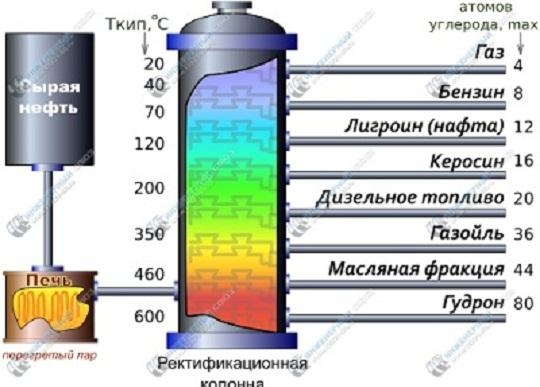 Ткип,°C
атомов
углерода, max
Сырая
нефть
20
40
70
120
200
350
460
600
Газ 4
Бензин 8
Лигроин (нафта) 12
Керосин 16
Дизельное топливо 20
Газойль 36
Масляная фракция 44
Гудрон 80
Печь
перегретый пар
Ректификационная
колонна